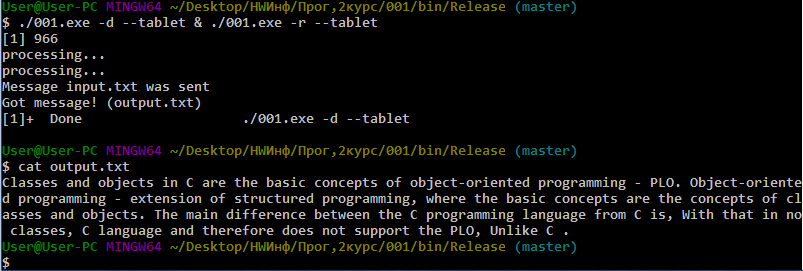 User@User-PC MINGW64 ~/Desktop/HWИнф/Прог,2курс/001/bin/Release (master)
$ ./001.exe -d --tablet & ./001.exe -r --tablet
[1] 966
processing...
processing...
Message input.txt was sent
Got message! (output.txt)
[1]+  Done                    ./001.exe -d --tablet

User@User-PC MINGW64 ~/Desktop/HWИнф/Прог,2курс/001/bin/Release (master)
$ cat output.txt
Classes and objects in C are the basic concepts of object-oriented programming - PLO. Object-oriente
d programming - extension of structured programming, where the basic concepts are the concepts of cl
asses and objects. The main difference between the C programming language from C is, With that in no
 classes, C language and therefore does not support the PLO, Unlike C .
User@User-PC MINGW64 ~/Desktop/HWИнф/Прог,2курс/001/bin/Release (master)
$